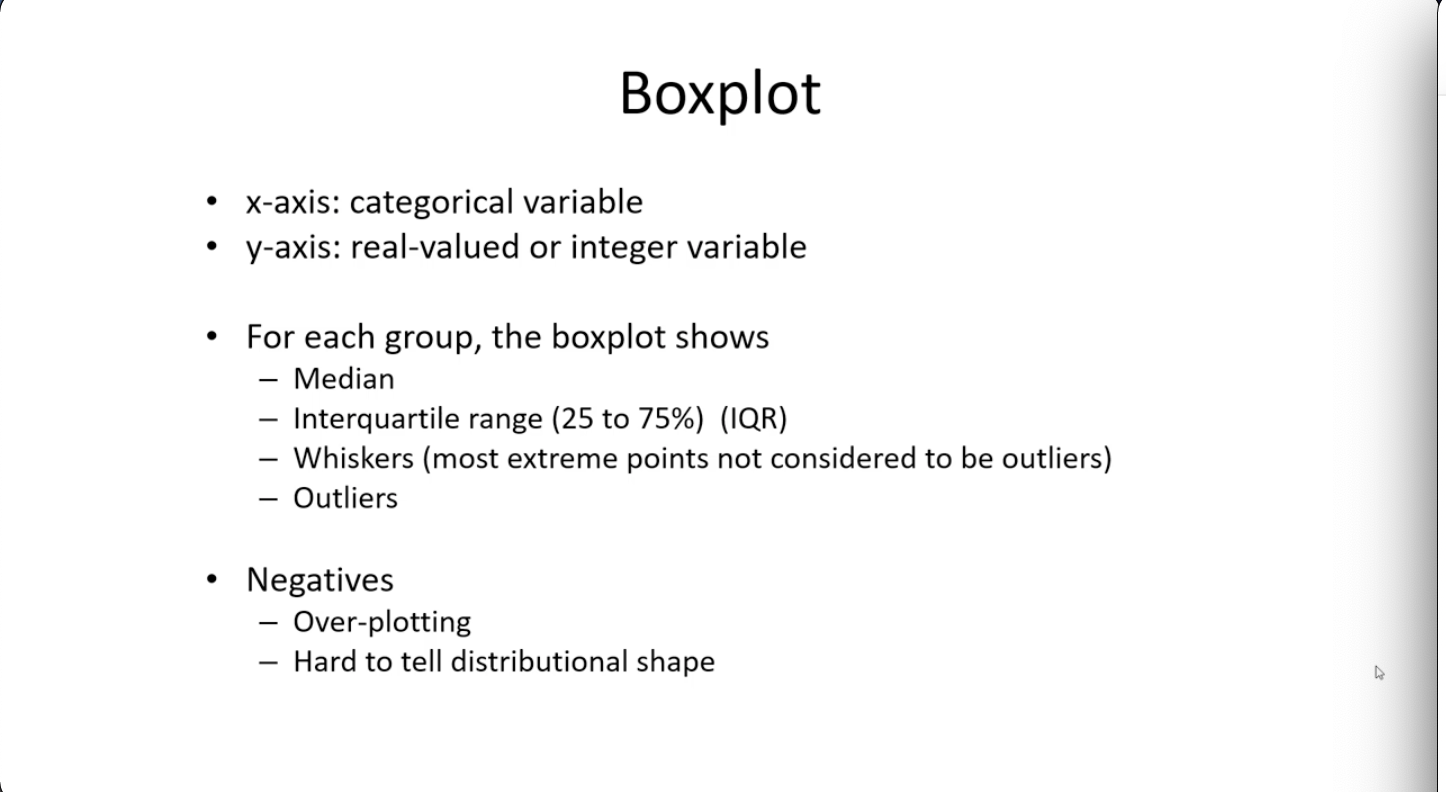 Boxplot
• x-axis: categorical variable
• y-axis: real-valued or integer variable
• For each group, the boxplot shows
– Median
– Interquartile range (25 to 75%)  (IQR)
– Whiskers (most extreme points not considered to be outliers)
– Outliers
• Negatives
– Over-plotting
– Hard to tell distributional shape